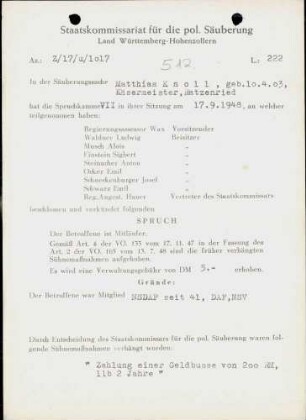 Staatskommissariat für die pol. Säuberung
Land Württemberg-Hohenzollern
Az.: Z/17/u/1017
512
L: 222
In der Säuberungssache Matthias Knoll, geb.10.4.03,
Käsermeister, Ratzenried
hat die Spruchkammer VII in ihrer Sitzung am 17.9.1948, an welcher
teilgenommen haben:
Regierungsassessor Wax Vorsitzender
Waldner Ludwig Beisitzer
Musch Alois "
Einstein Sigbert "
Steinacher Anton "
Osker Emil "
Schneckenburger Josef "
Schwarz Emil "
Reg.Angest. Bauer Vertreter des Staatskommissars
beschlossen und verkündet folgenden
SPRUCH
Der Betroffene ist Mitläufer.
Gemäß Art. 4 der VO. 133 vom 17. 11. 47 in der Fassung des
Art. 2 der VO. 165 vom 13. 7. 48 sind die früher verhängten
Sühnemaßnahmen aufgehoben.
Es wird eine Verwaltungsgebühr von DM 5.- erhoben.
Gründe:
Der Betroffene war Mitglied NSDAP seit 41, DAF, NSV
Durch Entscheidung des Staatskommissars für die pol. Säuberung waren fol-
gende Sühnemaßnahmen verhängt worden:
" Zahlung einer Geldbusse von 200 RM,
11b 2 Jahre "